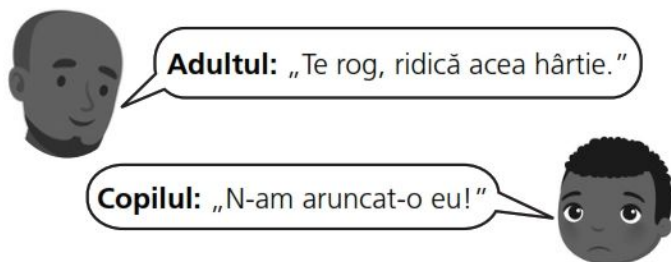 Adultul: „Te rog, ridică acea hârtie.”
Copilul: „N-am aruncat-o eu!”